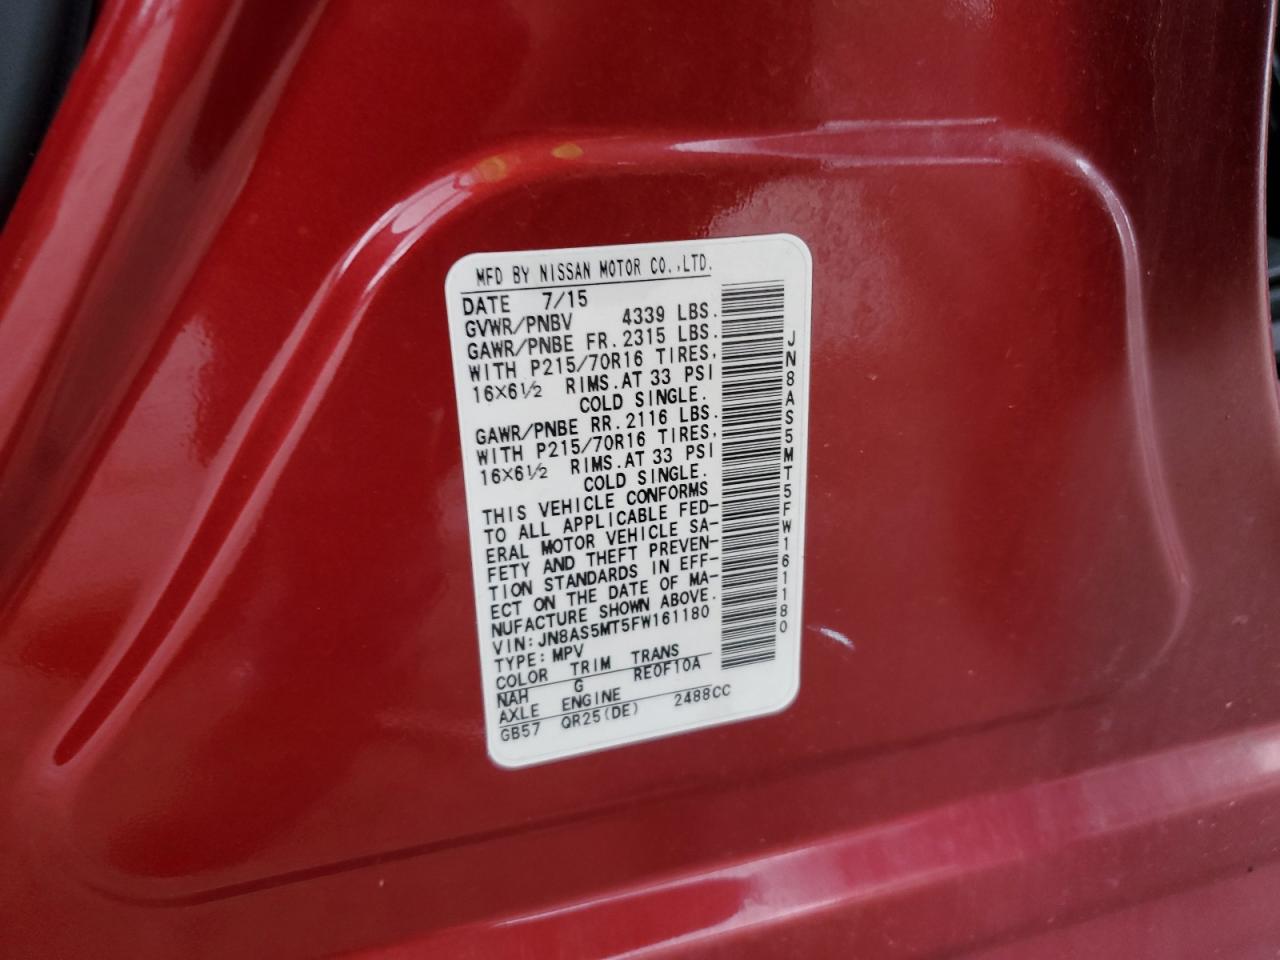 MFD BY NISSAN MOTOR CO.,LTD.
DATE 7/15
GVWR/PNBV 4339 LBS.
GAWR/PNBE FR.2315 LBS.
WITH P215/70R16 TIRES,
16X6½ RIMS.AT 33 PSI
COLD SINGLE.
GAWR/PNBE RR.2116 LBS.
WITH P215/70R16 TIRES,
16X6½ RIMS.AT 33 PSI
COLD SINGLE.
THIS VEHICLE CONFORMS
TO ALL APPLICABLE FED-
ERAL MOTOR VEHICLE SA-
FETY AND THEFT PREVEN-
TION STANDARDS IN EFF-
ECT ON THE DATE OF MA-
NUFACTURE SHOWN ABOVE.
VIN:JN8AS5MT5FW161180
TYPE:MPV
COLOR TRIM TRANS
NAH G RE0F10A
AXLE ENGINE
GB57 QR25(DE) 2488CC
JN8AS5MT5FW161180